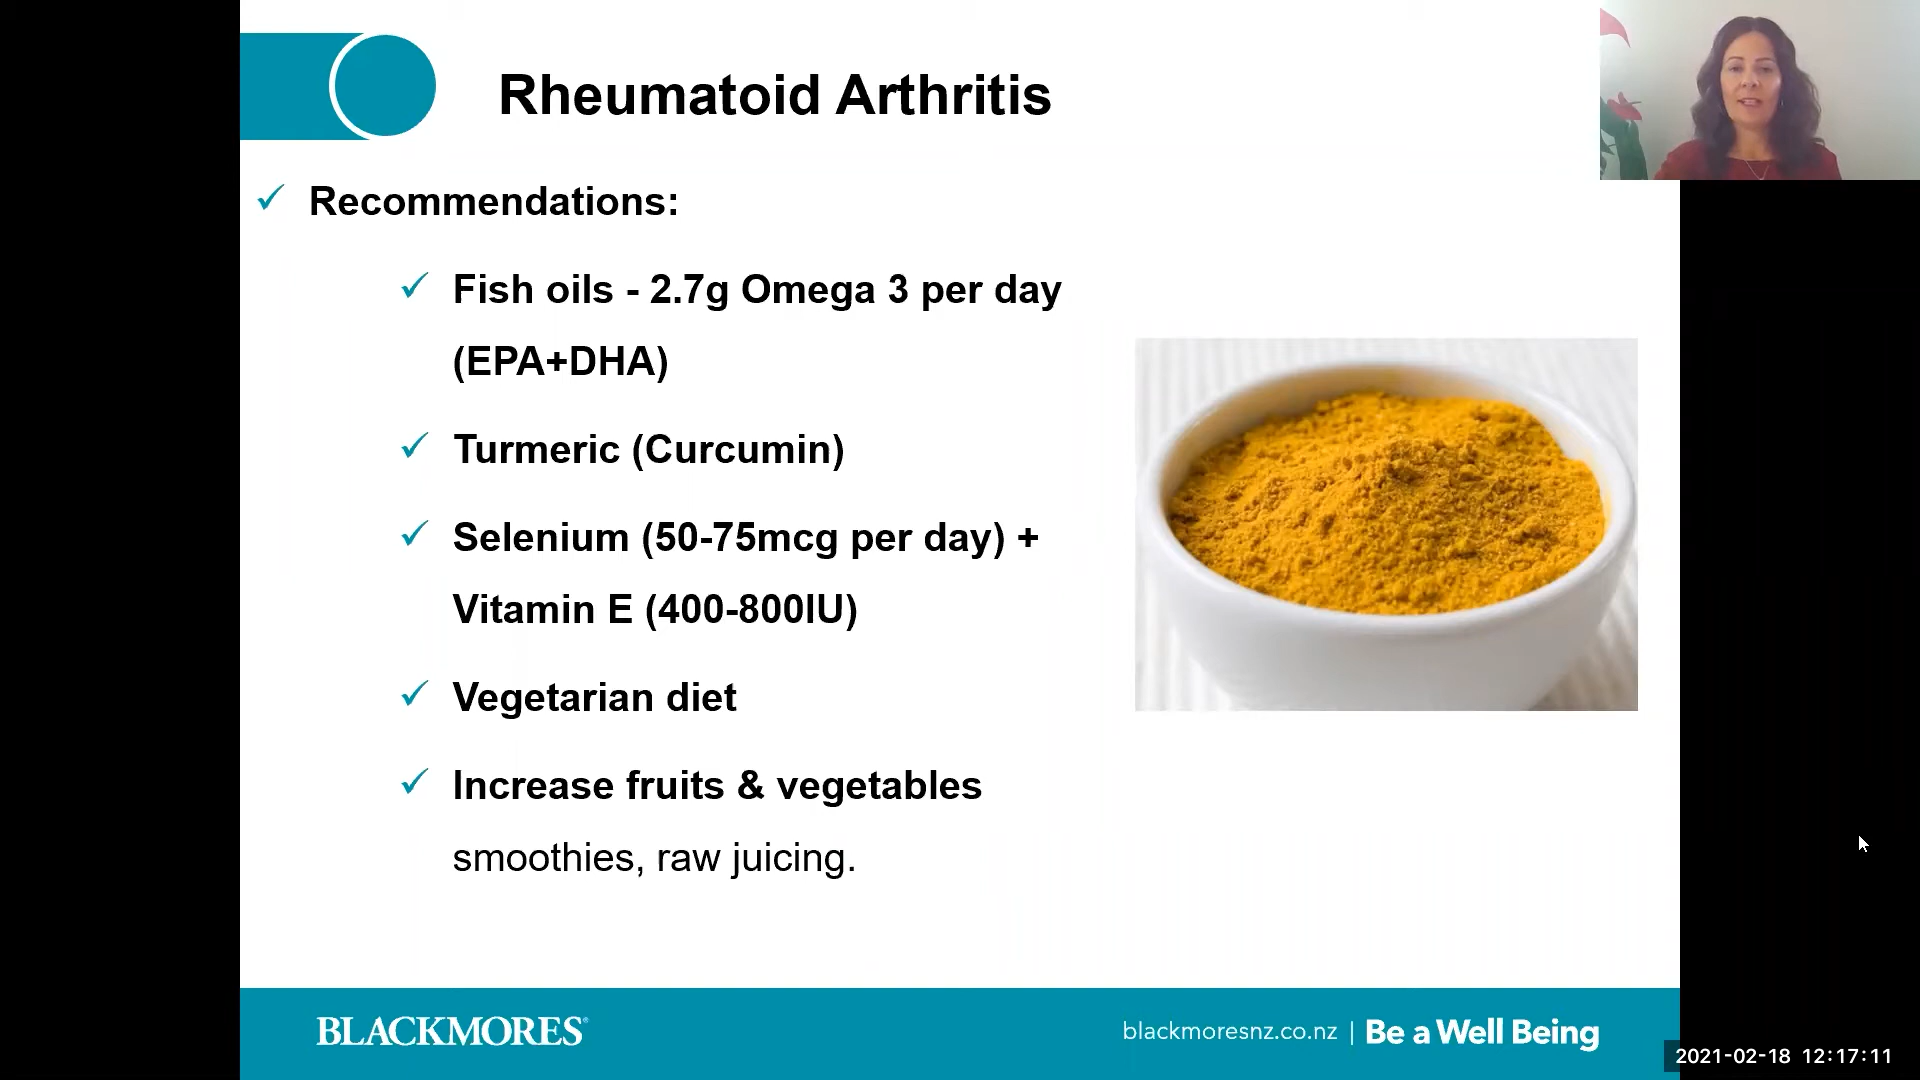 Rheumatoid Arthritis
Recommendations:
Fish oils - 2.7g Omega 3 per day
(EPA+DHA)
Turmeric (Curcumin)
Selenium (50-75mcg per day) +
Vitamin E (400-800IU)
Vegetarian diet
Increase fruits & vegetables
smoothies, raw juicing.
BLACKMORES®
blackmoresnz.co.nz | Be a Well Being
2021-02-18 12:17:11